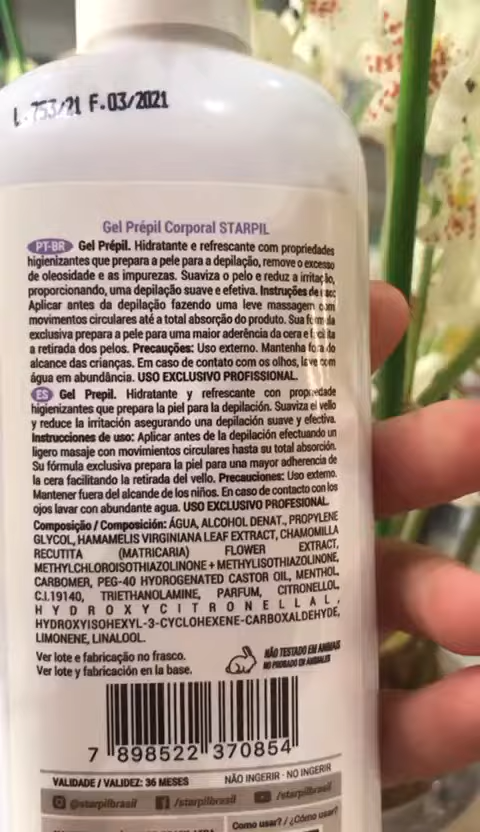 L. 753/21 F.03/2021
Gel Prépil Corporal STARPIL
PT-BR Gel Prépil. Hidratante e refrescante com propriedades
higienizantes que prepara a pele para a depilação, remove o excesso
de oleosidade e as impurezas. Suaviza o pelo e reduz a irritação,
proporcionando, uma depilação suave e efetiva. Instruções de
Aplicar antes da depilação fazendo uma leve massagem com
movimentos circulares até a total absorção do produto. Sua fórmula
exclusiva prepara a pele para uma maior aderência da cera e facilita
a retirada dos pelos. Precauções: Uso externo. Mantenha fora do
alcance das crianças. Em caso de contato com os olhos, lave com
água em abundância. USO EXCLUSIVO PROFISSIONAL.
ES Gel Prepil. Hidratante y refrescante con propiedade
higienizantes que prepara la piel para la depilación. Suaviza el vello
y reduce la irritación asegurando una depilación suave y efectiva.
Instrucciones de uso: Aplicar antes de la depilación efectuando un
ligero masaje con movimientos circulares hasta su total absorción.
Su fórmula exclusiva prepara la piel para una mayor adherencia de
la cera facilitando la retirada del vello. Precauciones: Uso externo.
Mantener fuera del alcande de los niños. En caso de contacto con los
ojos lavar con abundante agua. USO EXCLUSIVO PROFESIONAL.
Composição / Composición: ÁGUA, ALCOHOL DENAT., PROPYLENE
GLYCOL, HAMAMELIS VIRGINIANA LEAF EXTRACT, CHAMOMILLA
RECUTITA (MATRICARIA) FLOWER EXTRACT,
METHYLCHLOROISOTHIAZOLINONE + METHYLISOTHIAZOLINONE,
CARBOMER, PEG-40 HYDROGENATED CASTOR OIL, MENTHOL,
C.I.19140, TRIETHANOLAMINE, PARFUM, CITRONELLOL,
HYDROXYCITRONELLAL,
HYDROXYISOHEXYL-3-CYCLOHEXENE-CARBOXALDEHYDE,
LIMONENE, LINALOOL.
Ver lote e fabricação no frasco.
Ver lote y fabricación en la base.
NÃO TESTADO EM ANIMAIS
NO PROBADO EN ANIMALES
7 898522 370854
VALIDADE / VALIDEZ: 36 MESES
NÃO INGERIR - NO INGERIR
@starpilbrasil /starpilbrasil /starpilbrasil
Como usar? / ¿Cómo usar?